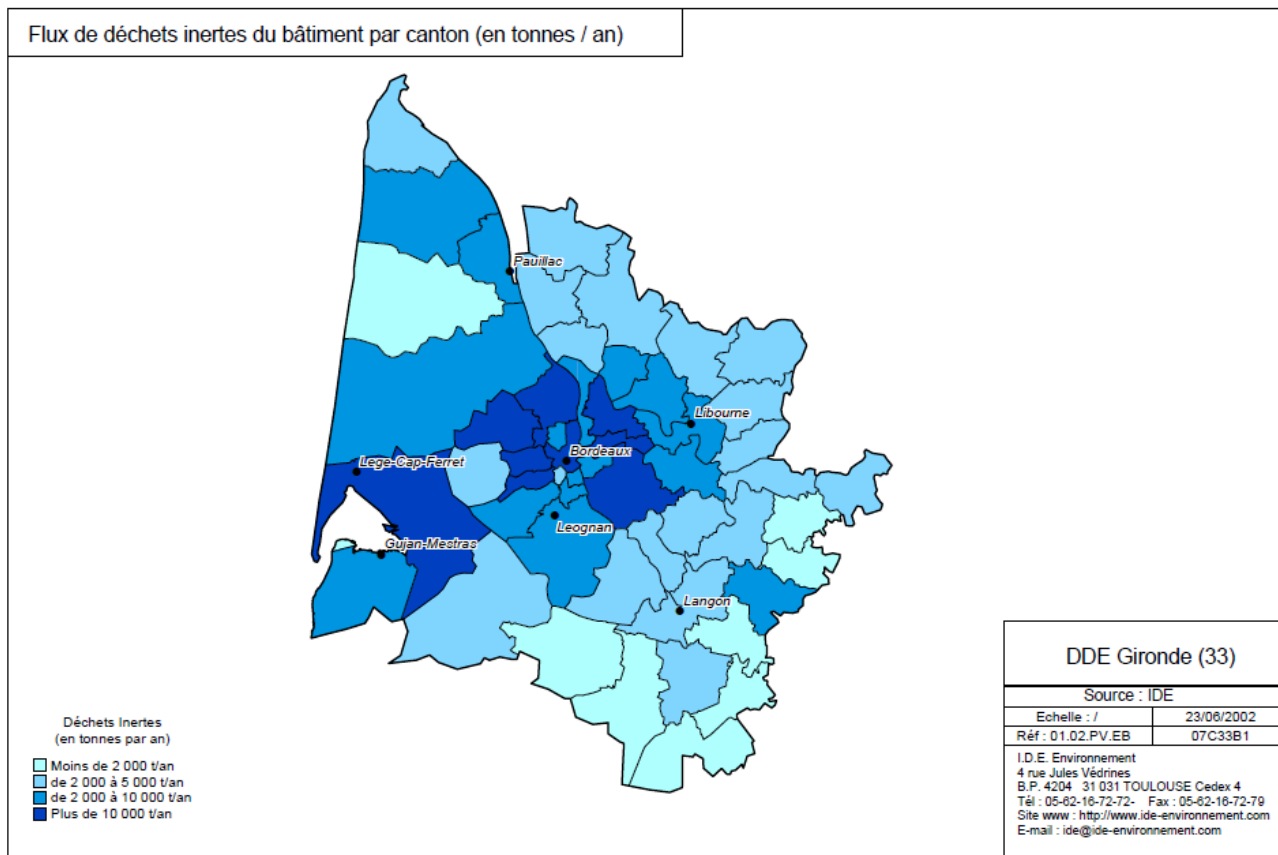 Flux de déchets inertes du bâtiment par canton (en tonnes / an)
Pauillac
Libourne
Bordeaux
Lege-Cap-Ferret
Leognan
Gujan-Mestras
Langon
Déchets Inertes
(en tonnes par an)
Moins de 2 000 t/an
de 2 000 à 5 000 t/an
de 2 000 à 10 000 t/an
Plus de 10 000 t/an
DDE Gironde (33)
Source : IDE
Echelle : / 23/06/2002
Réf : 01.02.PV.EB 07C33B1
I.D.E. Environnement
4 rue Jules Védrines
B.P. 4204 31 031 TOULOUSE Cedex 4
Tél : 05-62-16-72-72- Fax : 05-62-16-72-79
Site www : http://www.ide-environnement.com
E-mail : ide@ide-environnement.com